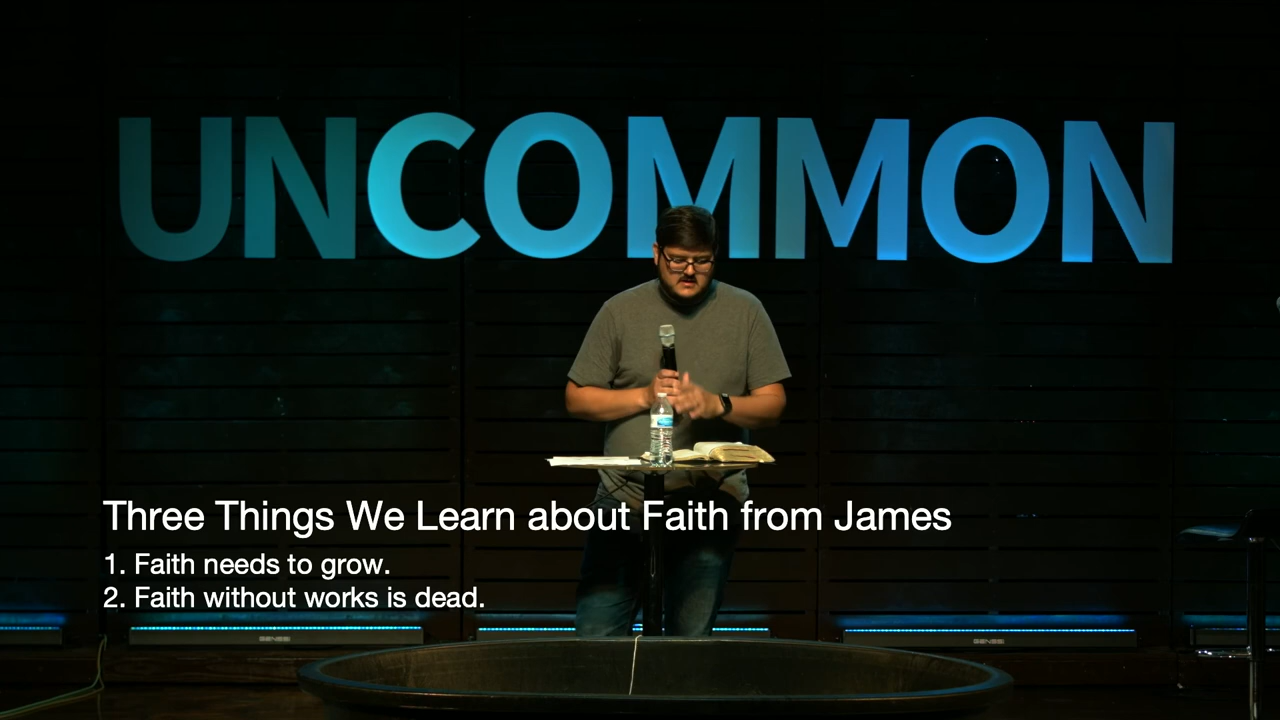 UNCOMMON
Three Things We Learn about Faith from James
1. Faith needs to grow.
2. Faith without works is dead.